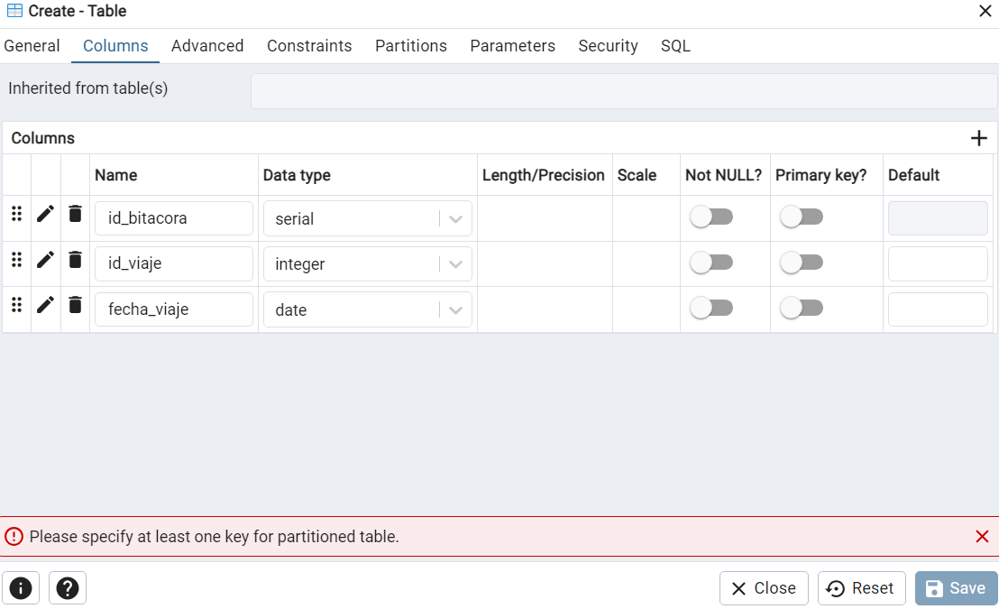 Create - Table
General Columns Advanced Constraints Partitions Parameters Security SQL
Inherited from table(s)
Columns
Name Data type Length/Precision Scale Not NULL? Primary key? Default
id_bitacora serial
id_viaje integer
fecha_viaje date
Please specify at least one key for partitioned table.
Close Reset Save